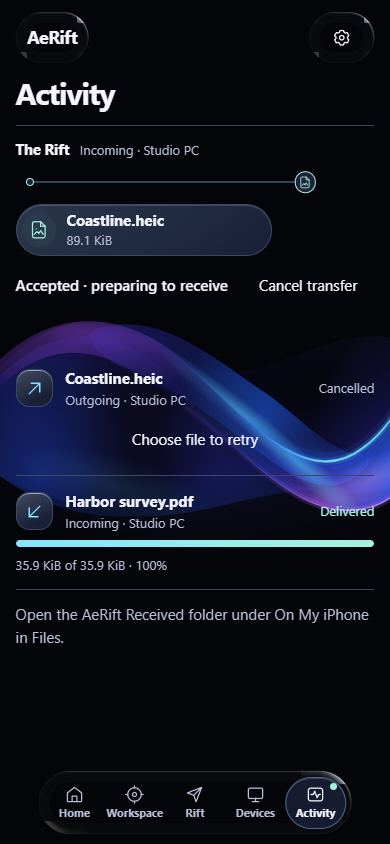 AeRift
Activity
The Rift Incoming · Studio PC
Coastline.heic
89.1 KiB
Accepted · preparing to receive Cancel transfer
Coastline.heic
Outgoing · Studio PC
Cancelled
Choose file to retry
Harbor survey.pdf
Incoming · Studio PC
Delivered
35.9 KiB of 35.9 KiB · 100%
Open the AeRift Received folder under On My iPhone
in Files.
Home Workspace Rift Devices Activity